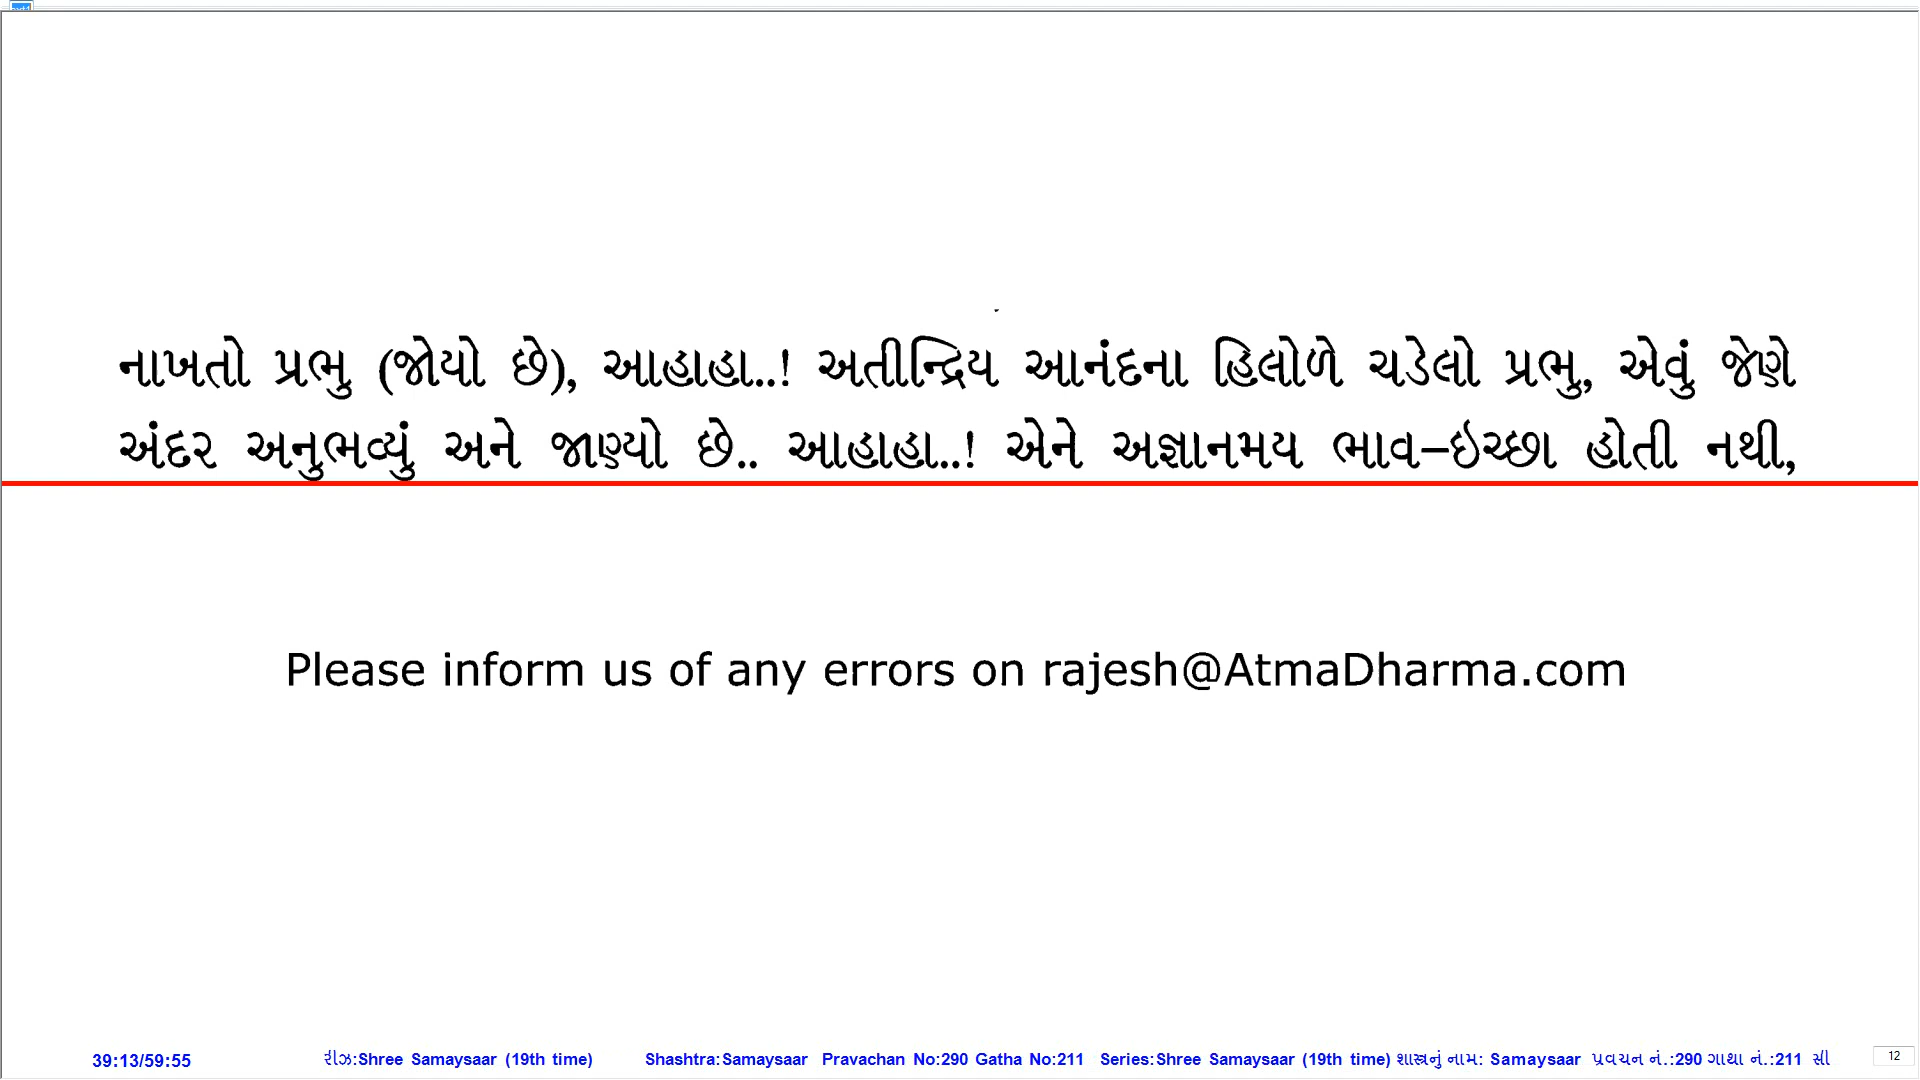 નાખતો પ્રભુ (જોયો છે), આહાહા..! અતીન્દ્રિય આનંદના હિલોળે ચડેલો પ્રભુ, એવું જેણે
અંદર અનુભવ્યું અને જાણ્યો છે.. આહાહા..! એને અજ્ઞાનમય ભાવ–ઇચ્છા હોતી નથી,
Please inform us of any errors on rajesh@AtmaDharma.com
39:13/59:55 રીઝ:Shree Samaysaar (19th time) Shashtra:Samaysaar Pravachan No:290 Gatha No:211 Series:Shree Samaysaar (19th time) શાસ્ત્રનું નામ: Samaysaar પ્રવચન નં.:290 ગાથા નં.:211 સી 12